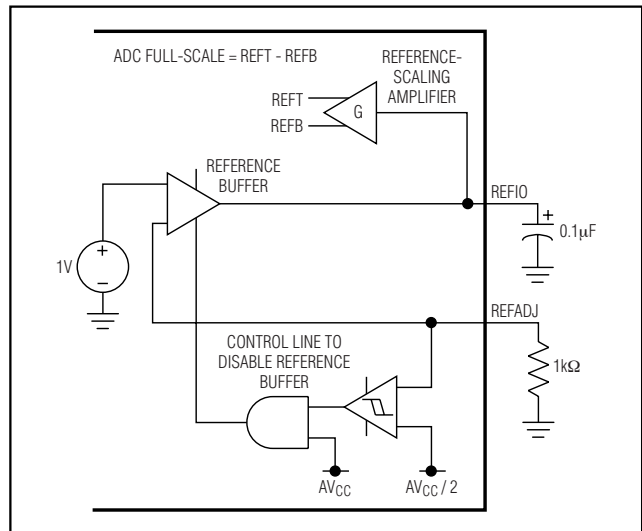 ADC FULL-SCALE = REFT - REFB
REFERENCE-
SCALING
AMPLIFIER
REFT
REFB
G
REFERENCE
BUFFER
REFIO
+
0.1µF
1V
+
−
REFADJ
CONTROL LINE TO
DISABLE REFERENCE
BUFFER
1kΩ
AVCC
AVCC / 2